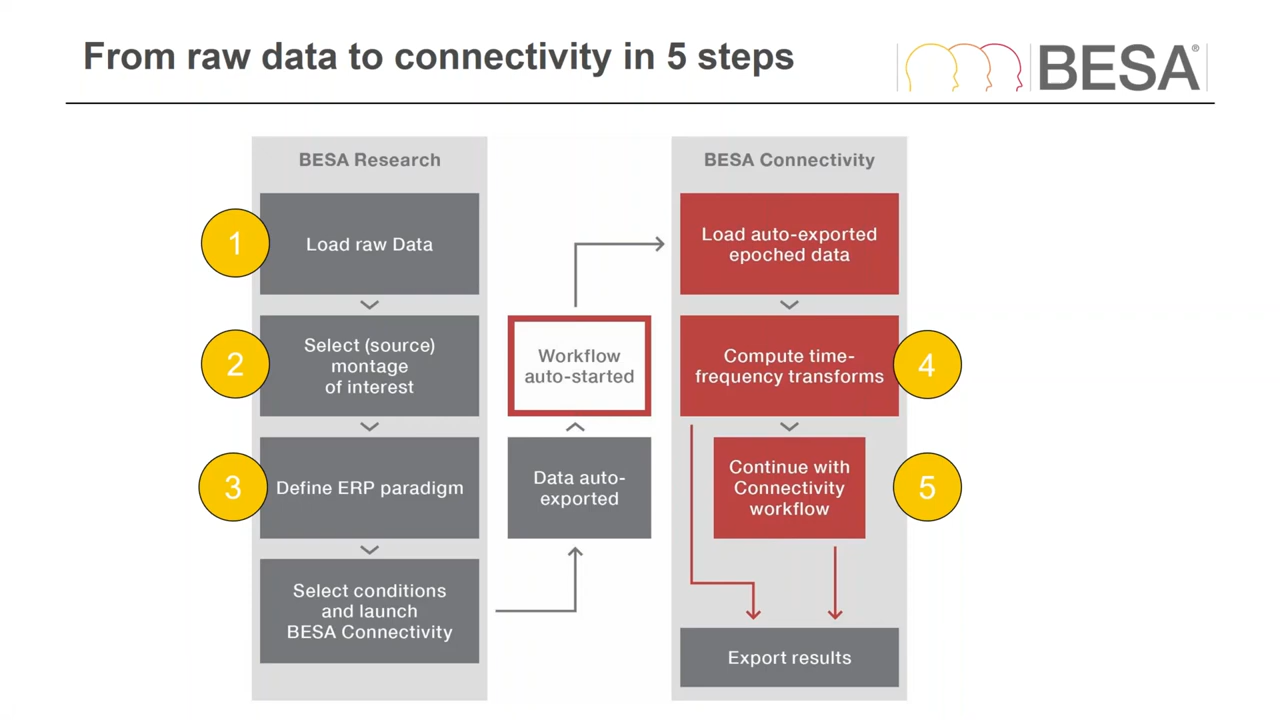 From raw data to connectivity in 5 steps
BESA®
BESA Research
1
Load raw Data
2
Select (source)
montage
of interest
3
Define ERP paradigm
Select conditions
and launch
BESA Connectivity
Data auto-
exported
Workflow
auto-started
BESA Connectivity
Load auto-exported
epoched data
Compute time-
frequency transforms
4
Continue with
Connectivity
workflow
5
Export results